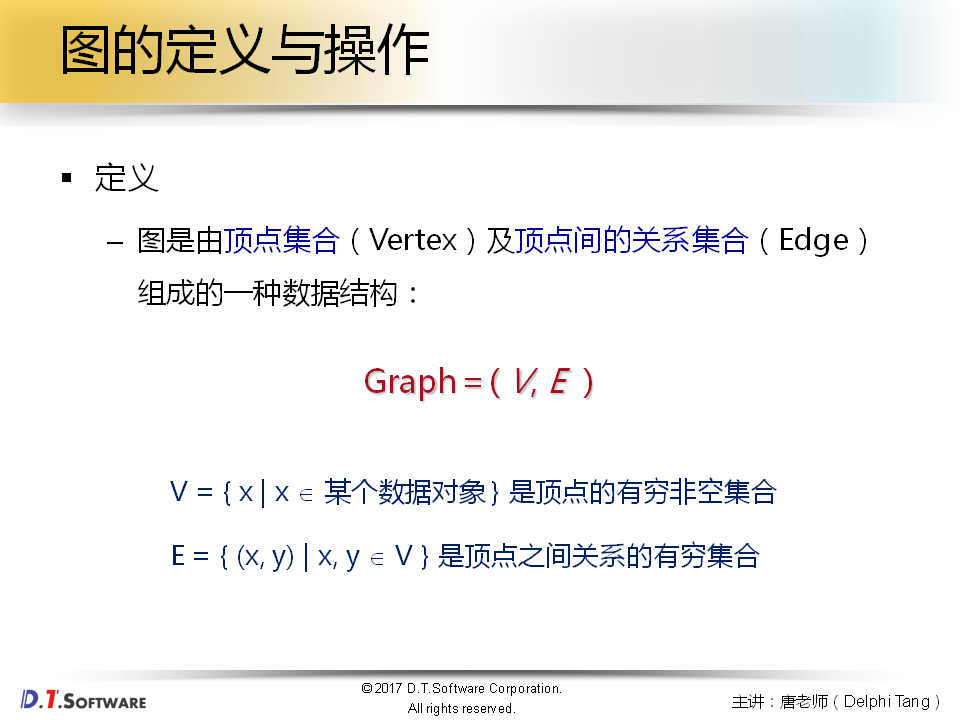 图的定义与操作
▪ 定义
– 图是由顶点集合（Vertex）及顶点间的关系集合（Edge）
组成的一种数据结构：
Graph = ( V, E )
V = { x | x ∈ 某个数据对象 } 是顶点的有穷非空集合
E = { (x, y) | x, y ∈ V } 是顶点之间关系的有穷集合
D.T.SOFTWARE
©2017 D.T.Software Corporation.
All rights reserved.
主讲：唐老师（Delphi Tang）